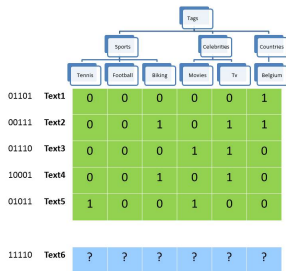 Tags
Sports Celebrities Countries
Tennis Football Biking Movies Tv Belgium
01101 Text1 0 0 0 0 0 1
00111 Text2 0 0 1 0 1 1
01110 Text3 0 0 0 1 1 0
10001 Text4 0 0 1 0 1 0
01011 Text5 1 0 0 1 0 0
11110 Text6 ? ? ? ? ? ?